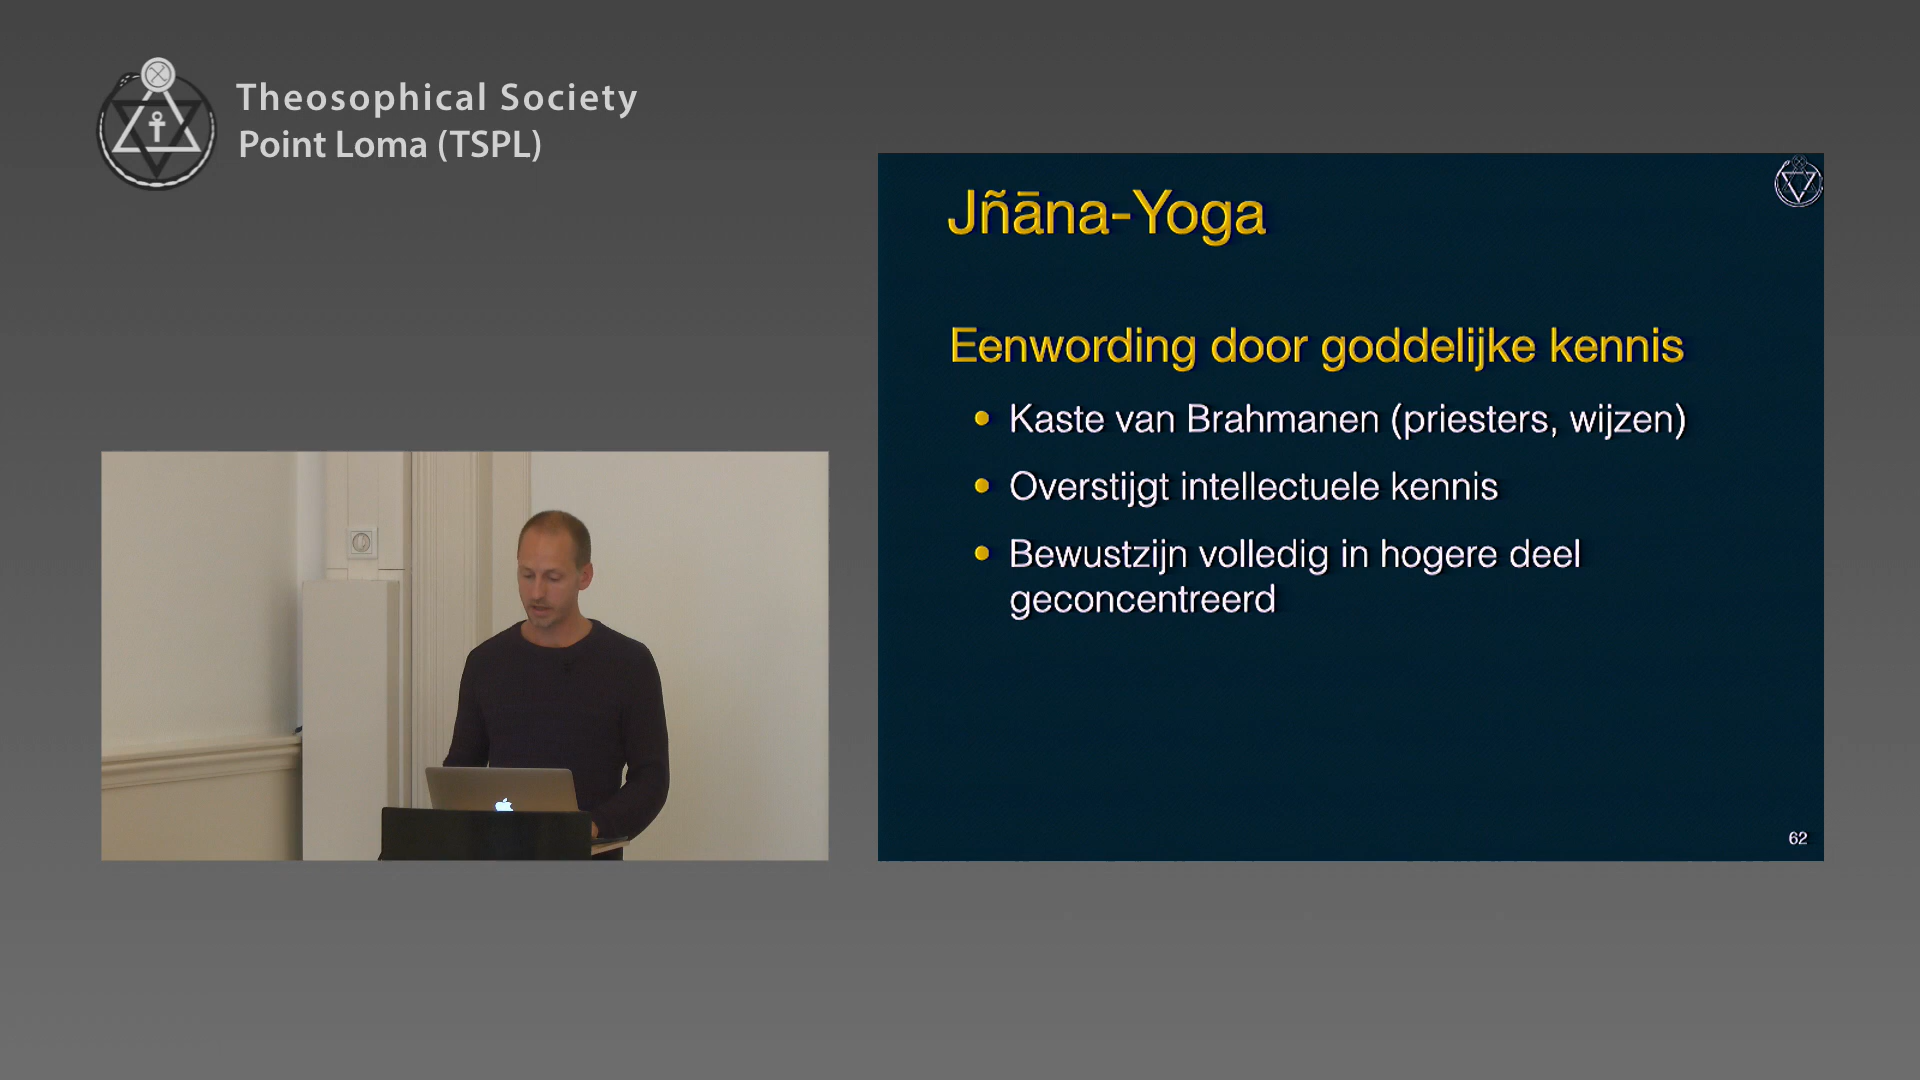 Theosophical Society
Point Loma (TSPL)
Jñāna-Yoga
Eenwording door goddelijke kennis
Kaste van Brahmanen (priesters, wijzen)
Overstijgt intellectuele kennis
Bewustzijn volledig in hogere deel
geconcentreerd
62